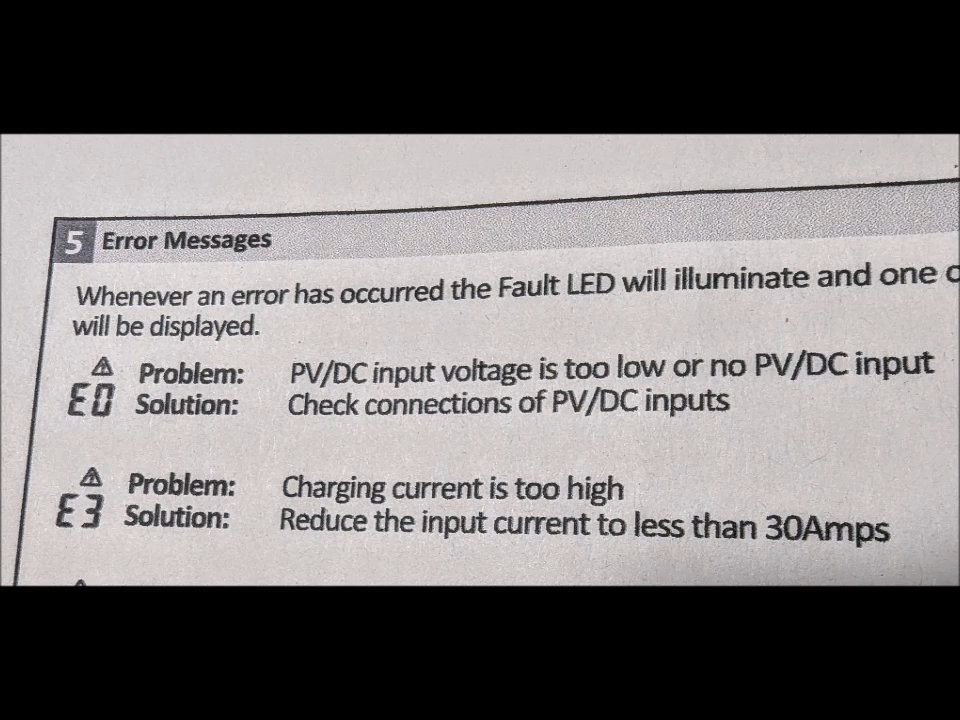 5 Error Messages
Whenever an error has occurred the Fault LED will illuminate and one
will be displayed.
E0 Problem: PV/DC input voltage is too low or no PV/DC input
Solution: Check connections of PV/DC inputs
E3 Problem: Charging current is too high
Solution: Reduce the input current to less than 30Amps